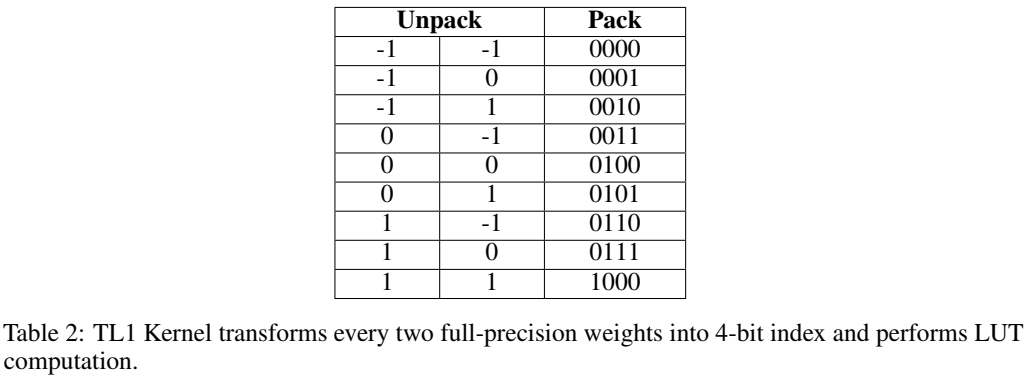 Unpack Pack
-1 -1 0000
-1 0 0001
-1 1 0010
0 -1 0011
0 0 0100
0 1 0101
1 -1 0110
1 0 0111
1 1 1000
Table 2: TL1 Kernel transforms every two full-precision weights into 4-bit index and performs LUT
computation.